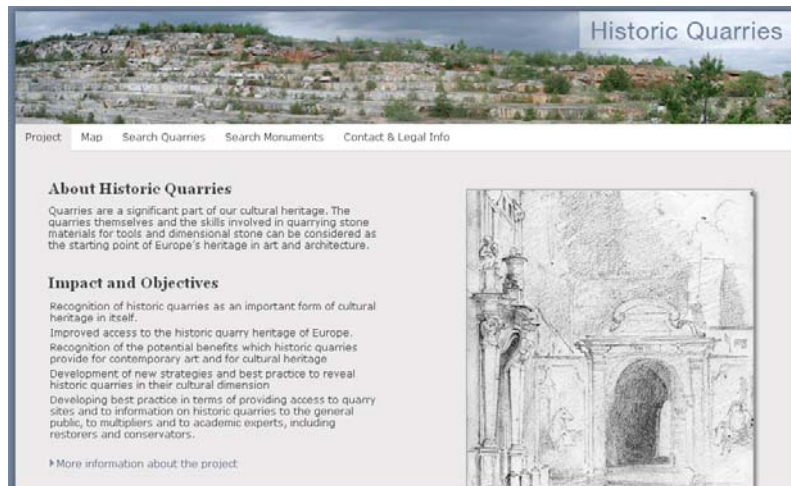 Historic Quarries
Project Map Search Quarries Search Monuments Contact & Legal Info
About Historic Quarries
Quarries are a significant part of our cultural heritage. The
quarries themselves and the skills involved in quarrying stone
materials for tools and dimensional stone can be considered as
the starting point of Europe's heritage in art and architecture.
Impact and Objectives
Recognition of historic quarries as an important form of cultural
heritage in itself.
Improved access to the historic quarry heritage of Europe.
Recognition of the potential benefits which historic quarries
provide for contemporary art and for cultural heritage
Development of new strategies and best practice to reveal
historic quarries in their cultural dimension
Developing best practice in terms of providing access to quarry
sites and to information on historic quarries to the general
public, to multipliers and to academic experts, including
restorers and conservators.
More information about the project